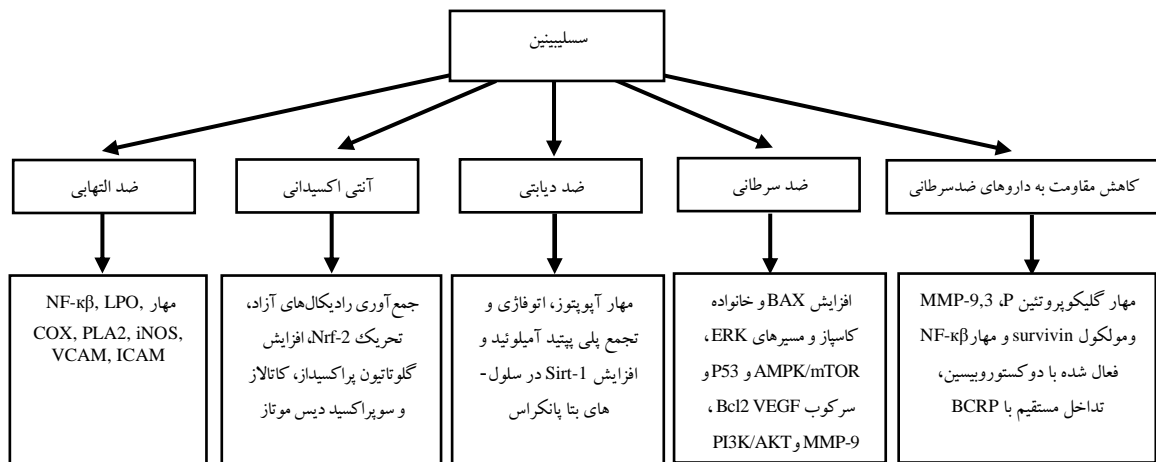 سسلیبینین
کاهش مقاومت به داروهای ضدسرطانی
ضد سرطانی
ضد دیابتی
آنتی اکسیدانی
ضد التهابی
مهار گلیکوپروتئین P، MMP-9,3
ومولکول survivin و مهار NF-κβ
فعال شده با دوکستوروبیسین،
تداخل مستقیم با BCRP
افزایش BAX و خانواده
کاسپاز و مسیرهای ERK،
AMPK/mTOR و P53 و
سرکوب Bcl2 VEGF،
MMP-9 و PI3K/AKT
مهار آپوپتوز، اتوفاژی و
تجمع پلی پپتید آمیلوئید و
افزایش Sirt-1 در سلول-
های بتا پانکراس
جمع‌آوری رادیکال‌های آزاد،
تحریك Nrf-2، افزایش
گلوتاتیون پراکسیداز، کاتالاز
و سوپراکسید دیس موتاز
مهار NF-κβ, LPO,
COX, PLA2, iNOS,
VCAM, ICAM